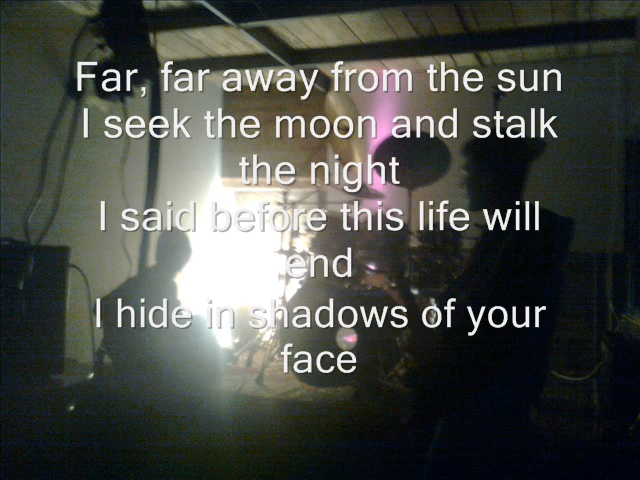 Far, far away from the sun
I seek the moon and stalk
the night
I said before this life will
end
I hide in shadows of your
face